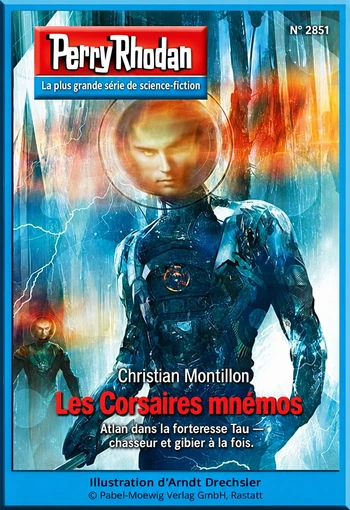 Perry Rhodan
N° 2851
La plus grande série de science-fiction
Christian Montillon
Les Corsaires mnémos
Atlan dans la forteresse Tau —
chasseur et gibier à la fois.
Illustration d'Arndt Drechsler
© Pabel-Moewig Verlag GmbH, Rastatt